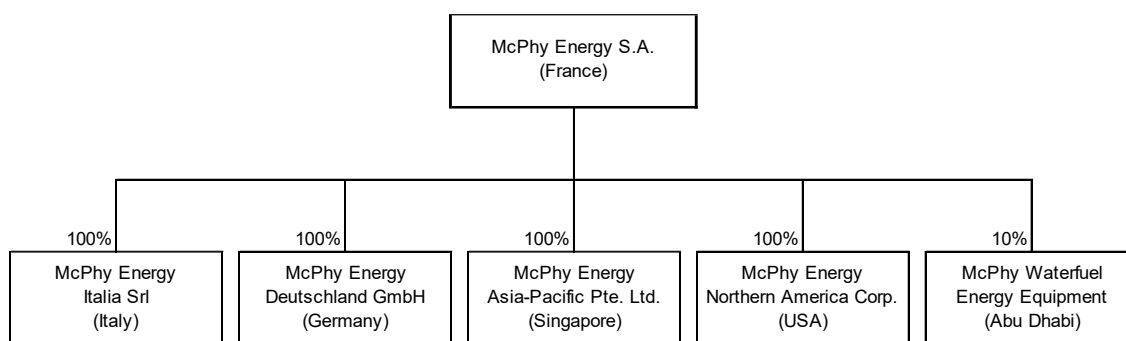 McPhy Energy S.A.
(France)
100%
100%
100%
100%
10%
McPhy Energy
Italia Srl
(Italy)
McPhy Energy
Deutschland GmbH
(Germany)
McPhy Energy
Asia-Pacific Pte. Ltd.
(Singapore)
McPhy Energy
Northern America Corp.
(USA)
McPhy Waterfuel
Energy Equipment
(Abu Dhabi)